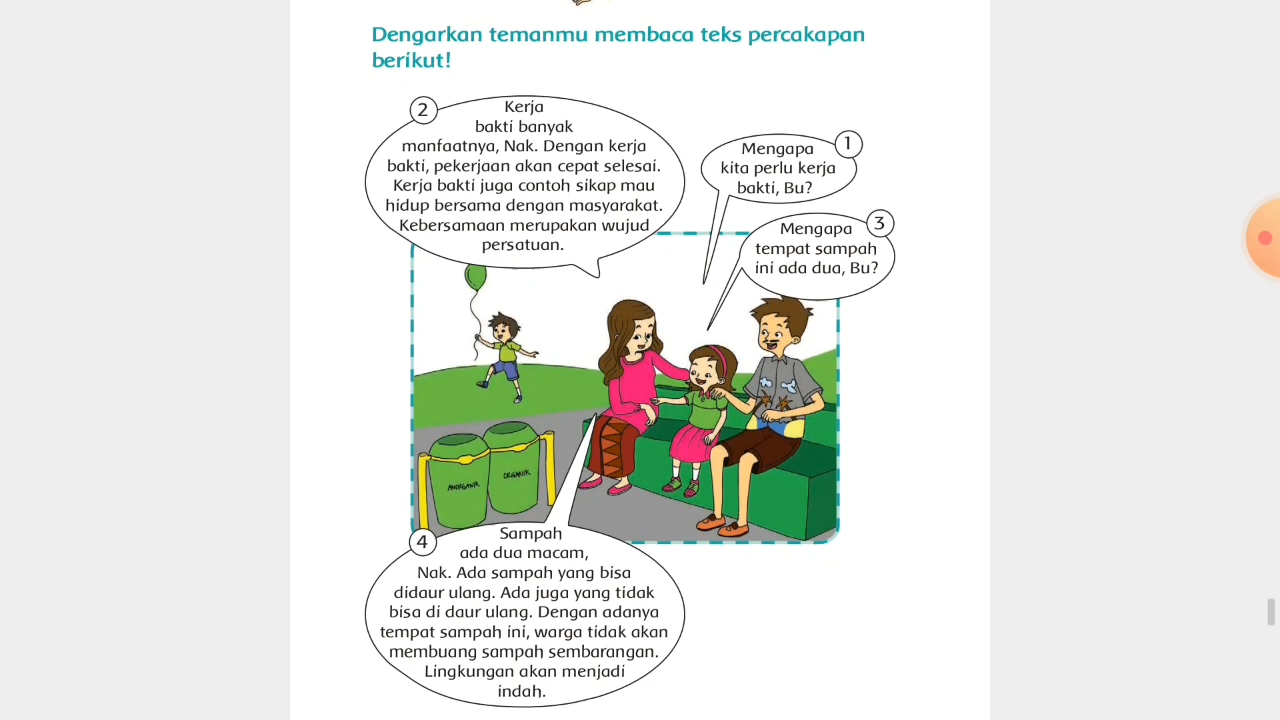 Dengarkan temanmu membaca teks percakapan
berikut!
1
Mengapa
kita perlu kerja
bakti, Bu?
2
Kerja
bakti banyak
manfaatnya, Nak. Dengan kerja
bakti, pekerjaan akan cepat selesai.
Kerja bakti juga contoh sikap mau
hidup bersama dengan masyarakat.
Kebersamaan merupakan wujud
persatuan.
3
Mengapa
tempat sampah
ini ada dua, Bu?
4
Sampah
ada dua macam,
Nak. Ada sampah yang bisa
didaur ulang. Ada juga yang tidak
bisa di daur ulang. Dengan adanya
tempat sampah ini, warga tidak akan
membuang sampah sembarangan.
Lingkungan akan menjadi
indah.
ANORGANIK
ORGANIK